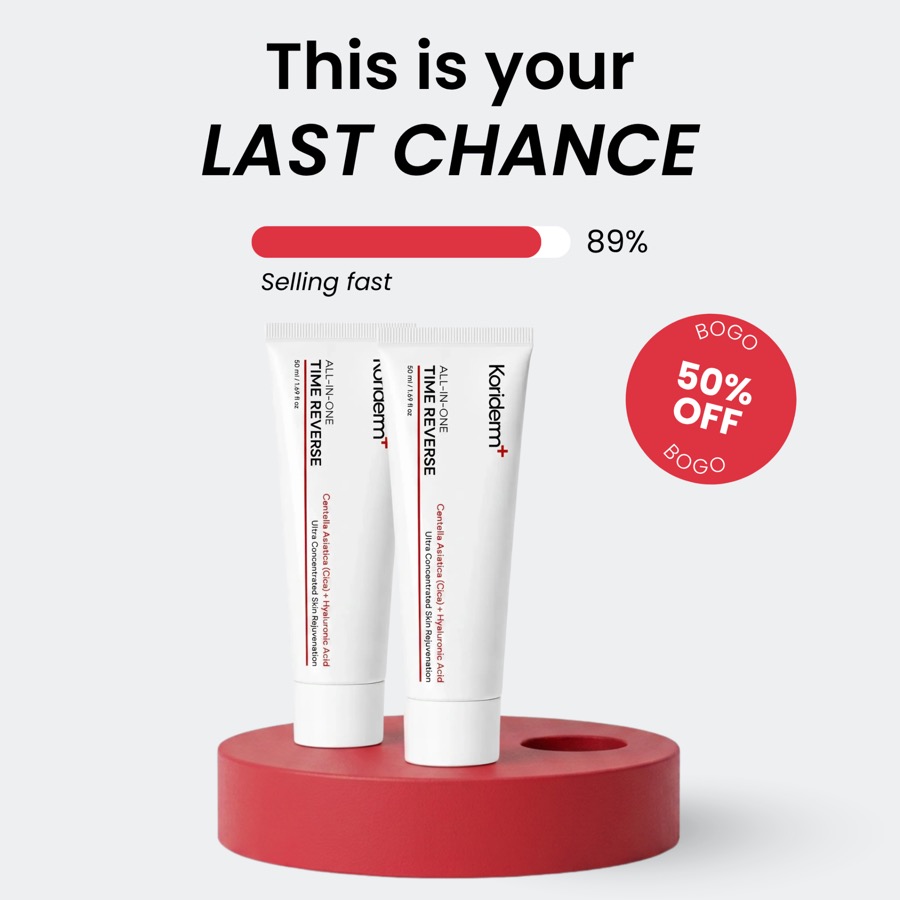 This is your
LAST CHANCE
89%
Selling fast
BOGO
50%
OFF
BOGO
Koriderm+
ALL-IN-ONE
TIME REVERSE
50 ml / 1.69 fl oz
Centella Asiatica (Cica) + Hyaluronic Acid
Ultra Concentrated Skin Rejuvenation
Koriderm+
ALL-IN-ONE
TIME REVERSE
50 ml / 1.69 fl oz
Centella Asiatica (Cica) + Hyaluronic Acid
Ultra Concentrated Skin Rejuvenation